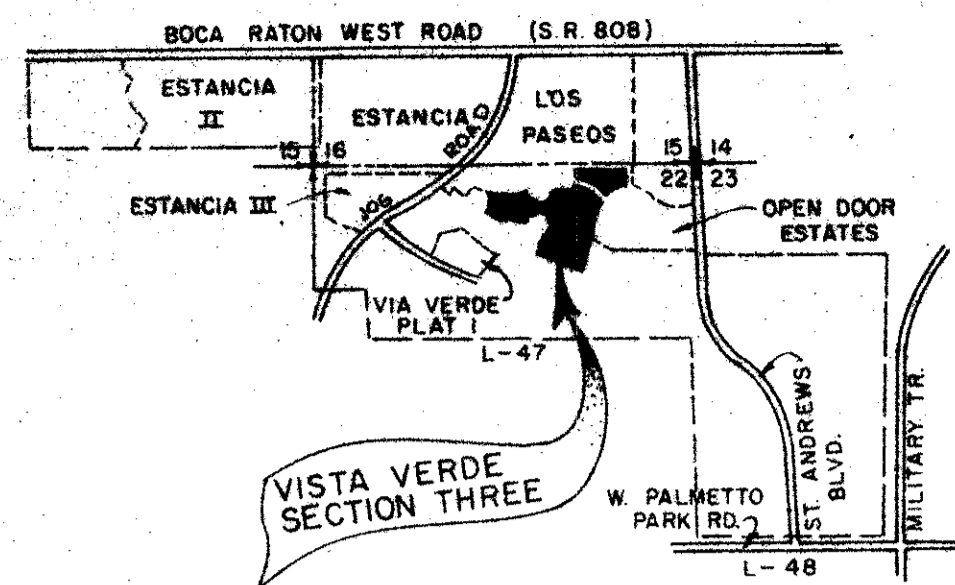 BOCA RATON WEST ROAD (S.R. 808)
ESTANCIA
II
ESTANCIA
LOS
PASEOS
JOG ROAD
15 16
15 14
22 23
ESTANCIA III
OPEN DOOR
ESTATES
VIA VERDE
PLAT 1
L-47
VISTA VERDE
SECTION THREE
W. PALMETTO
PARK RD.
ST. ANDREWS
BLVD.
MILITARY TR.
L-48